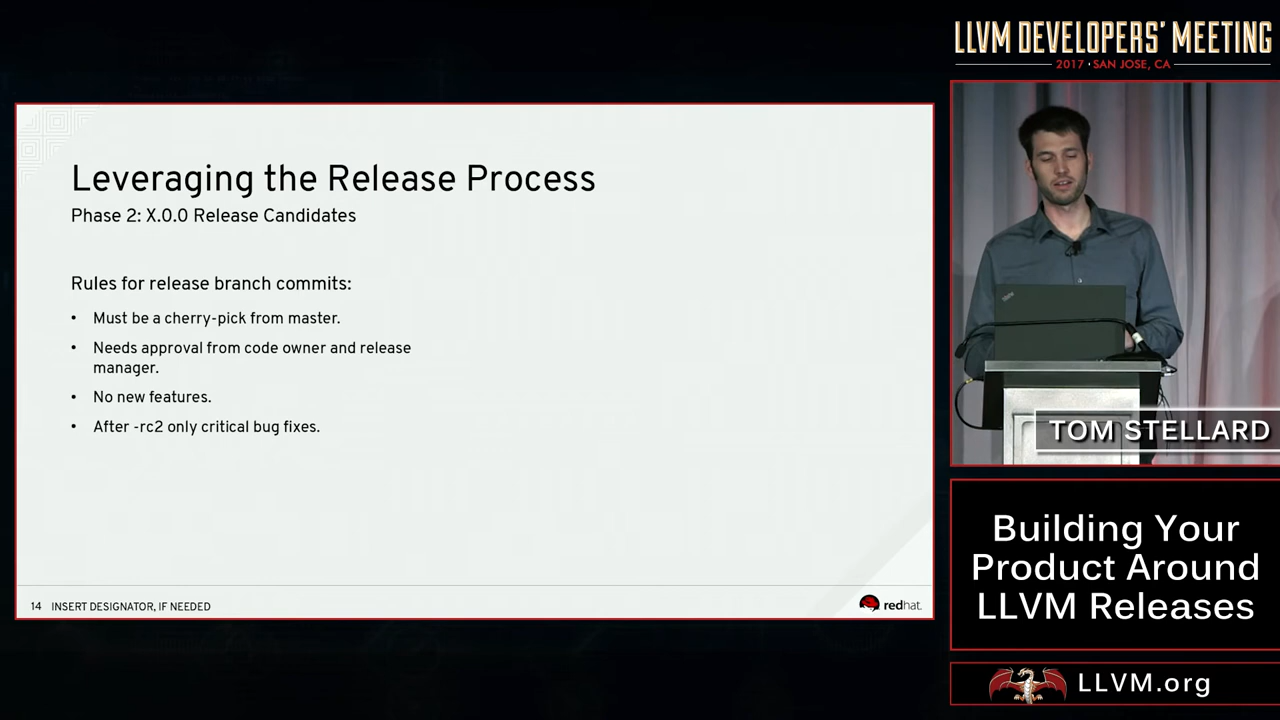 LLVM DEVELOPERS' MEETING
2017 · SAN JOSE, CA
Leveraging the Release Process
Phase 2: X.0.0 Release Candidates
Rules for release branch commits:
• Must be a cherry-pick from master.
• Needs approval from code owner and release
manager.
• No new features.
• After -rc2 only critical bug fixes.
14 INSERT DESIGNATOR, IF NEEDED
redhat.
TOM STELLARD
Building Your
Product Around
LLVM Releases
LLVM.org